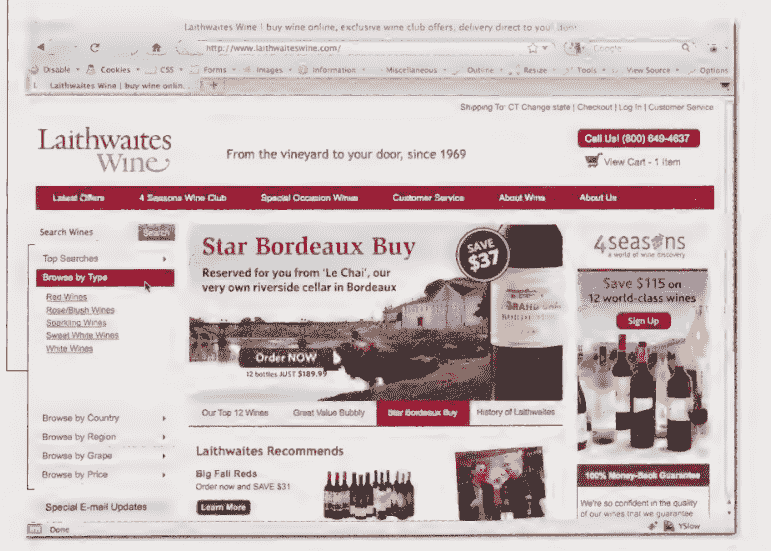 Laithwaites Wine | buy wine online, exclusive wine club offers, delivery direct to your door
http://www.laithwaiteswine.com/
Google
Disable Cookies CSS Forms Images Information Miscellaneous Outline Resize Tools View Source Options
Laithwaites Wine | buy wine onlin...
Shipping To: CT Change state | Checkout | Log In | Customer Service
Laithwaites
Wine
From the vineyard to your door, since 1969
Call Us! (800) 649-4637
View Cart - 1 item
Latest Offers 4 Seasons Wine Club Special Occasion Wines Customer Service About Wine About Us
Search Wines Search
Top Searches
Browse by Type
Red Wines
Rose/Blush Wines
Sparkling Wines
Sweet White Wines
White Wines
Browse by Country
Browse by Region
Browse by Grape
Browse by Price
Special E-mail Updates
Star Bordeaux Buy
SAVE
$37
Reserved for you from 'Le Chai', our
very own riverside cellar in Bordeaux
Order NOW
12 bottles JUST $189.99
Our Top 12 Wines Great Value Bubbly Star Bordeaux Buy History of Laithwaites
Laithwaites Recommends
Big Fall Reds
Order now and SAVE $31
Learn More
4seasons
a world of wine discovery
Save $115 on
12 world-class wines
Sign Up
100% Money-Back Guarantee
We're so confident in the quality
of our wines that we guarantee
Done
YSlow